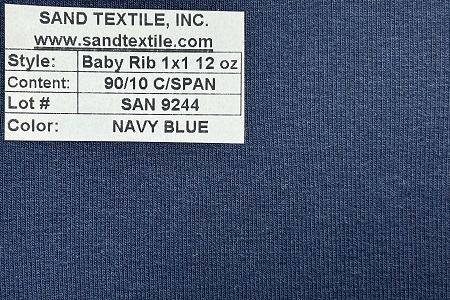 SAND TEXTILE, INC.
www.sandtextile.com
Style: Baby Rib 1x1 12 oz
Content: 90/10 C/SPAN
Lot # SAN 9244
Color: NAVY BLUE